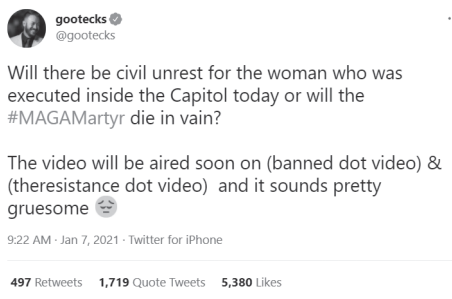 gootecks
@gootecks
Will there be civil unrest for the woman who was
executed inside the Capitol today or will the
#MAGAMartyr die in vain?
The video will be aired soon on (banned dot video) &
(theresistance dot video)  and it sounds pretty
gruesome 😔
9:22 AM · Jan 7, 2021 · Twitter for iPhone
497 Retweets 1,719 Quote Tweets 5,380 Likes